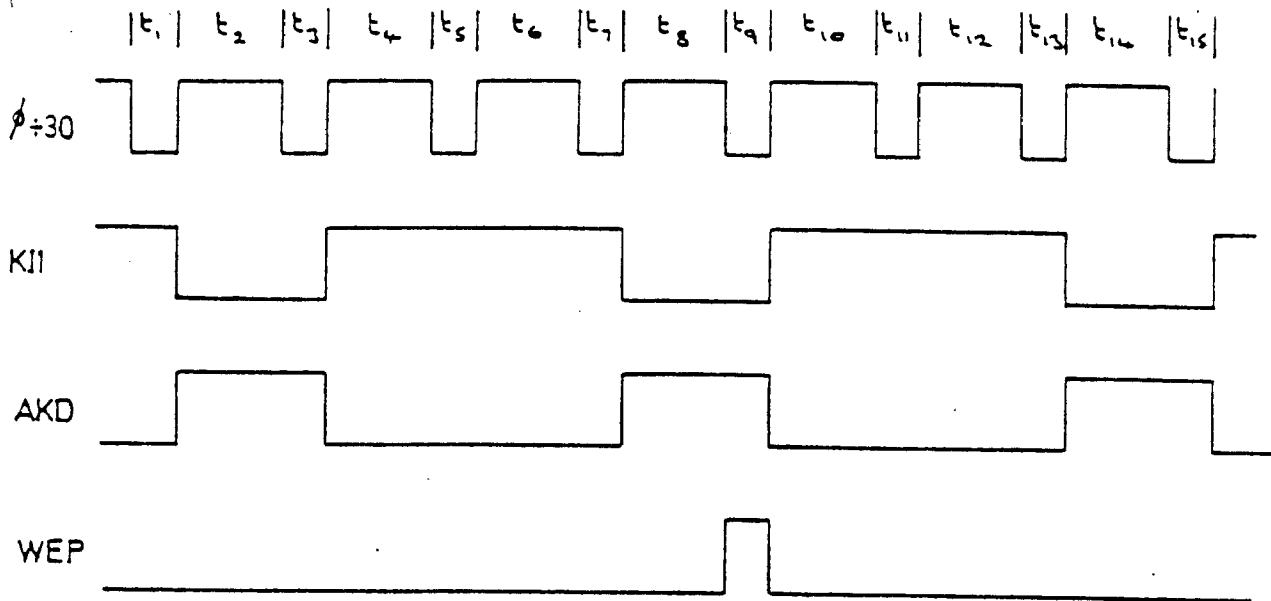 t₁ t₂ t₃ t₄ t₅ t₆ t₇ t₈ t₉ t₁₀ t₁₁ t₁₂ t₁₃ t₁₄ t₁₅
ϕ÷30
KI1
AKD
WEP